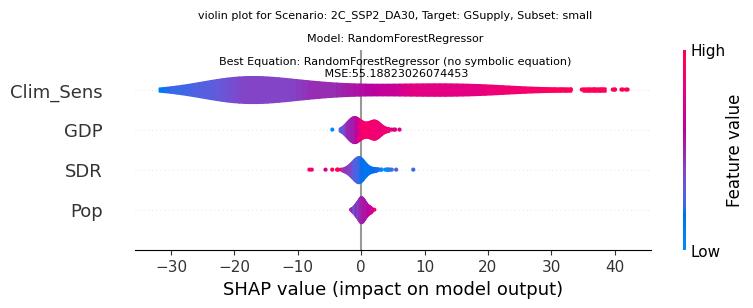 violin plot for Scenario: 2C_SSP2_DA30, Target: GSupply, Subset: small
Model: RandomForestRegressor
Best Equation: RandomForestRegressor (no symbolic equation)
MSE:55.18823026074453
High
Clim_Sens
GDP
SDR
Pop
Feature value
Low
−30 −20 −10 0 10 20 30 40
SHAP value (impact on model output)